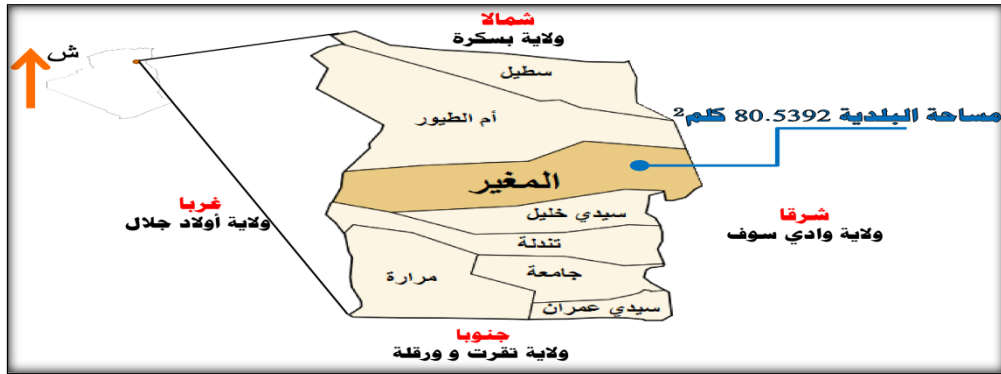 شمالا
ولاية بسكرة
ش
سطيل
أم الطيور
مساحة البلدية 80.5392 كلم²
المغير
غربا
ولاية أولاد جلال
سيدي خليل
شرقا
ولاية وادي سوف
تندلة
جامعة
مرارة
سيدي عمران
جنوبا
ولاية تقرت و ورقلة